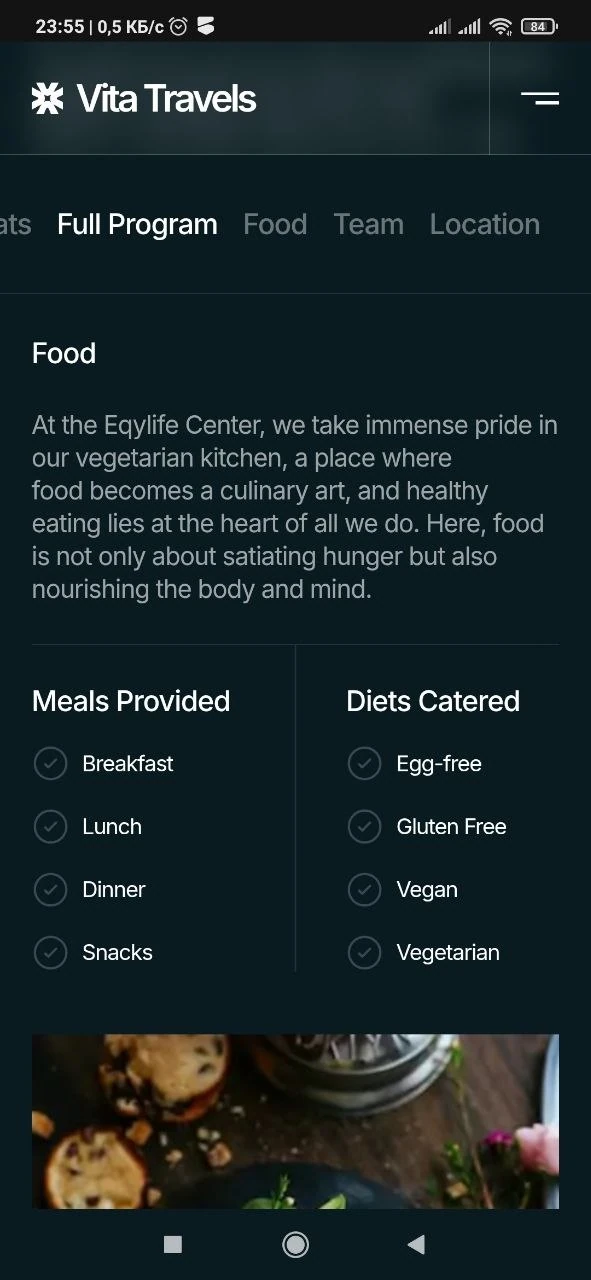 23:55 | 0,5 КБ/с
84
Vita Travels
ats Full Program Food Team Location
Food
At the Eqylife Center, we take immense pride in
our vegetarian kitchen, a place where
food becomes a culinary art, and healthy
eating lies at the heart of all we do. Here, food
is not only about satiating hunger but also
nourishing the body and mind.
Meals Provided
Breakfast
Lunch
Dinner
Snacks
Diets Catered
Egg-free
Gluten Free
Vegan
Vegetarian